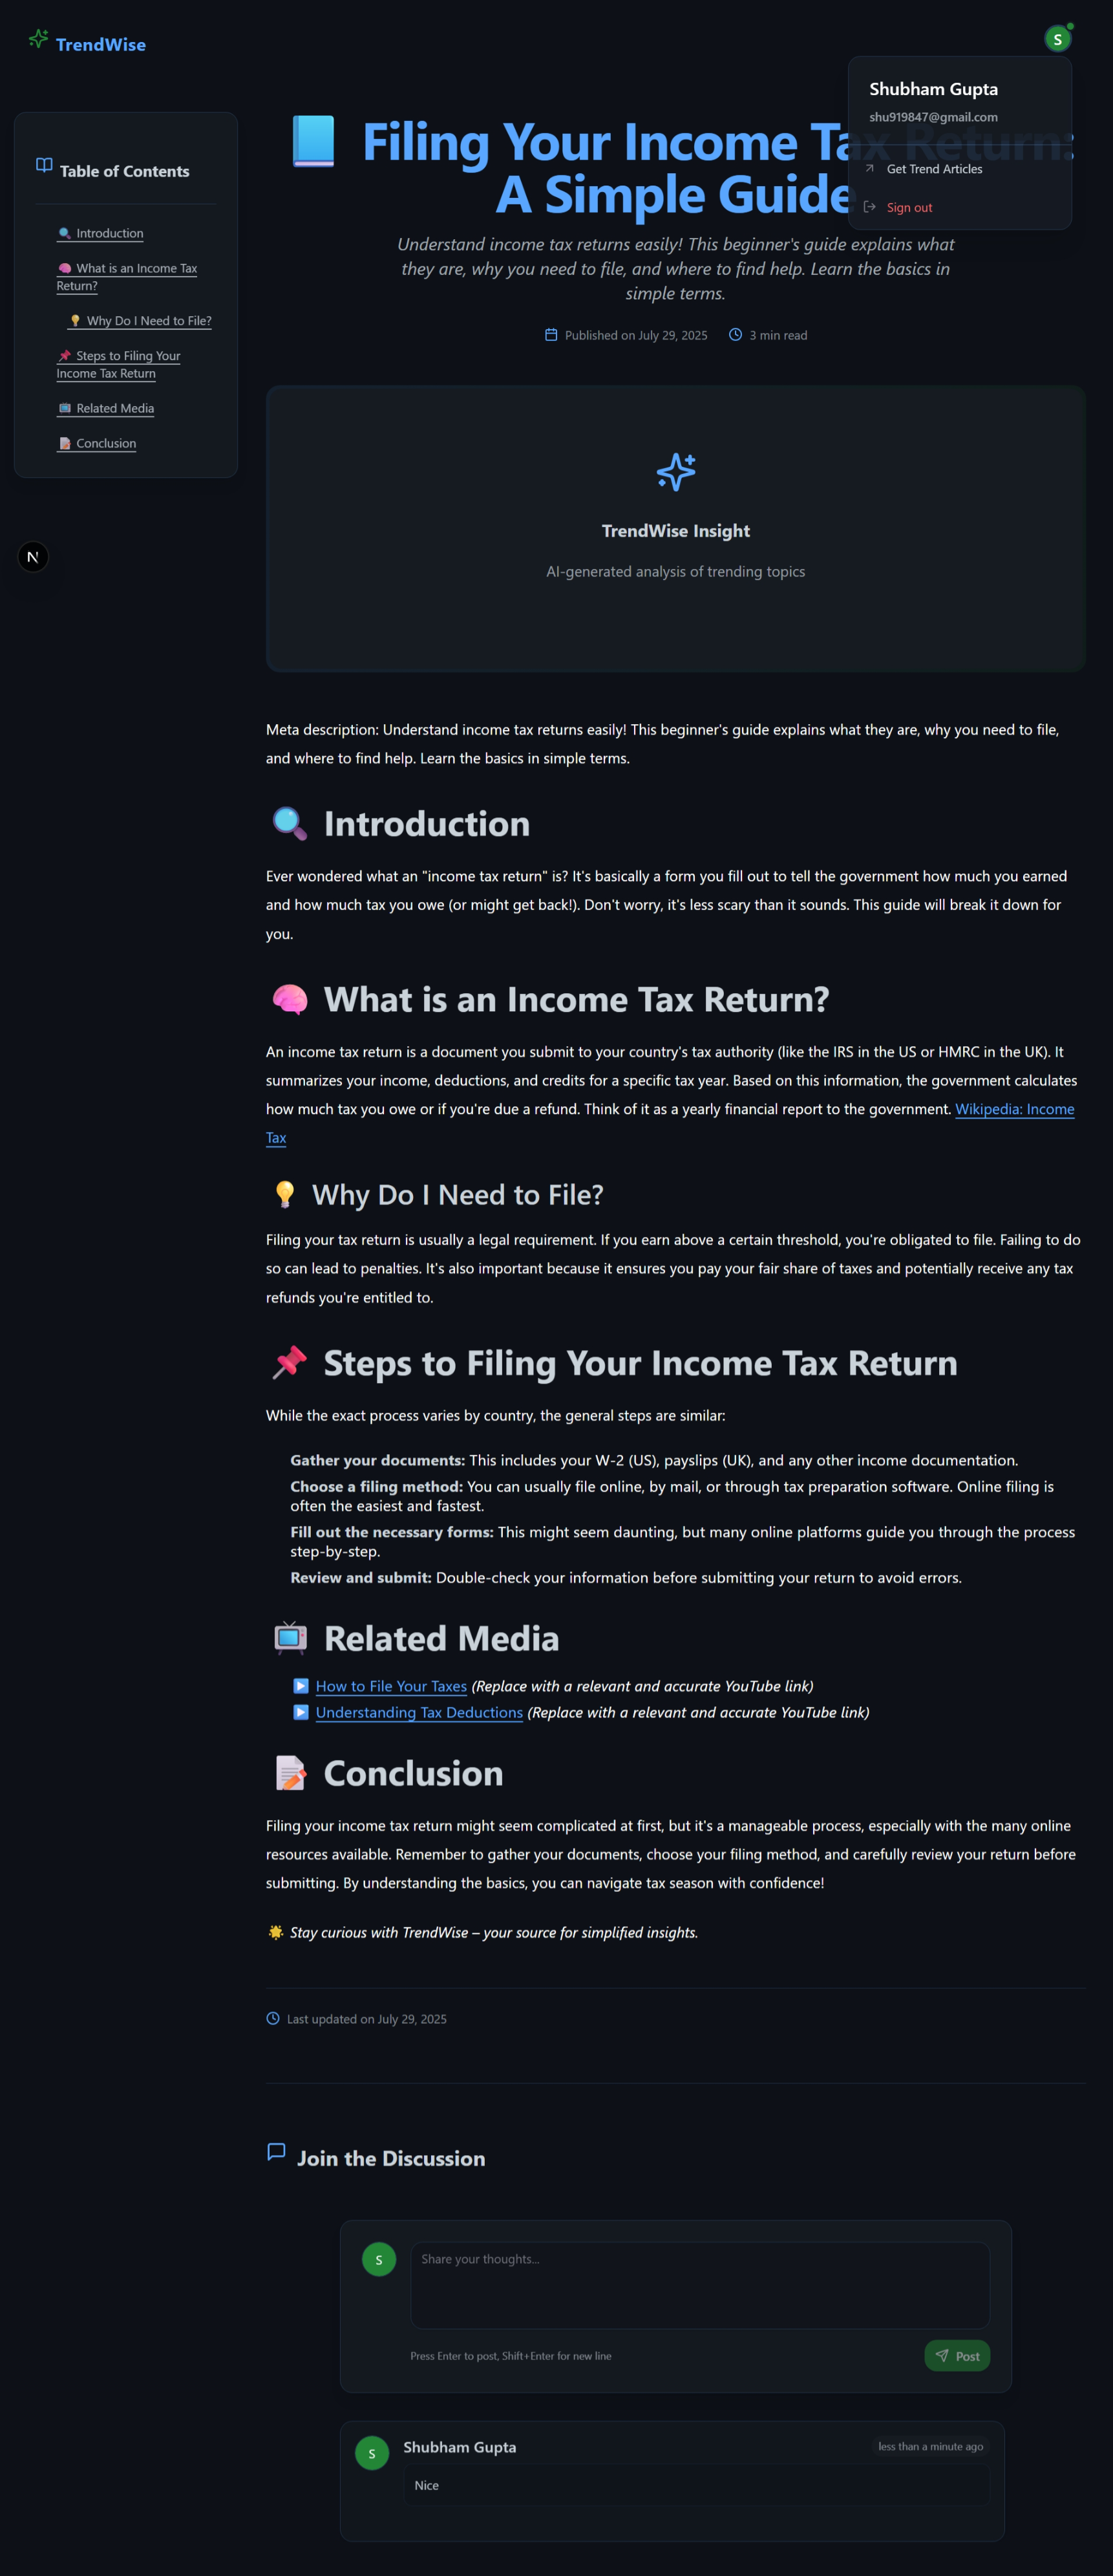 TrendWise
S
Shubham Gupta
shu919847@gmail.com
Get Trend Articles
Sign out
Table of Contents
🔍 Introduction
🧠 What is an Income Tax
Return?
💡 Why Do I Need to File?
📌 Steps to Filing Your
Income Tax Return
📺 Related Media
📝 Conclusion
N
📘 Filing Your Income Tax Return:
A Simple Guide
Understand income tax returns easily! This beginner's guide explains what
they are, why you need to file, and where to find help. Learn the basics in
simple terms.
Published on July 29, 2025 3 min read
TrendWise Insight
AI-generated analysis of trending topics
Meta description: Understand income tax returns easily! This beginner's guide explains what they are, why you need to file,
and where to find help. Learn the basics in simple terms.
🔍 Introduction
Ever wondered what an "income tax return" is? It's basically a form you fill out to tell the government how much you earned
and how much tax you owe (or might get back!). Don't worry, it's less scary than it sounds. This guide will break it down for
you.
🧠 What is an Income Tax Return?
An income tax return is a document you submit to your country's tax authority (like the IRS in the US or HMRC in the UK). It
summarizes your income, deductions, and credits for a specific tax year. Based on this information, the government calculates
how much tax you owe or if you're due a refund. Think of it as a yearly financial report to the government. Wikipedia: Income
Tax
💡 Why Do I Need to File?
Filing your tax return is usually a legal requirement. If you earn above a certain threshold, you're obligated to file. Failing to do
so can lead to penalties. It's also important because it ensures you pay your fair share of taxes and potentially receive any tax
refunds you're entitled to.
📌 Steps to Filing Your Income Tax Return
While the exact process varies by country, the general steps are similar:
Gather your documents: This includes your W-2 (US), payslips (UK), and any other income documentation.
Choose a filing method: You can usually file online, by mail, or through tax preparation software. Online filing is
often the easiest and fastest.
Fill out the necessary forms: This might seem daunting, but many online platforms guide you through the process
step-by-step.
Review and submit: Double-check your information before submitting your return to avoid errors.
📺 Related Media
▶️ How to File Your Taxes (Replace with a relevant and accurate YouTube link)
▶️ Understanding Tax Deductions (Replace with a relevant and accurate YouTube link)
📝 Conclusion
Filing your income tax return might seem complicated at first, but it's a manageable process, especially with the many online
resources available. Remember to gather your documents, choose your filing method, and carefully review your return before
submitting. By understanding the basics, you can navigate tax season with confidence!
🌟 Stay curious with TrendWise – your source for simplified insights.
Last updated on July 29, 2025
Join the Discussion
S
Share your thoughts...
Press Enter to post, Shift+Enter for new line
Post
S
Shubham Gupta
less than a minute ago
Nice